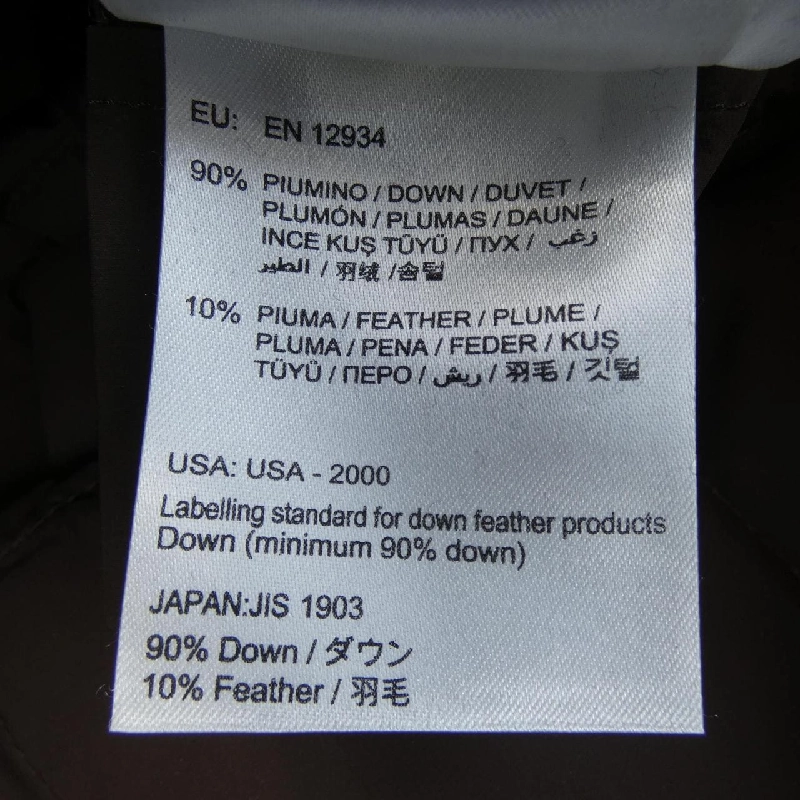 EU: EN 12934
90% PIUMINO / DOWN / DUVET /
PLUMÓN / PLUMAS / DAUNE /
INCE KUŞ TÜYÜ / ПУХ / زغب
الطير / 羽绒 /솜털
10% PIUMA / FEATHER / PLUME /
PLUMA / PENA / FEDER / KUŞ
TÜYÜ / ПЕРО / ريش / 羽毛 / 깃털
USA: USA - 2000
Labelling standard for down feather products
Down (minimum 90% down)
JAPAN:JIS 1903
90% Down / ダウン
10% Feather / 羽毛